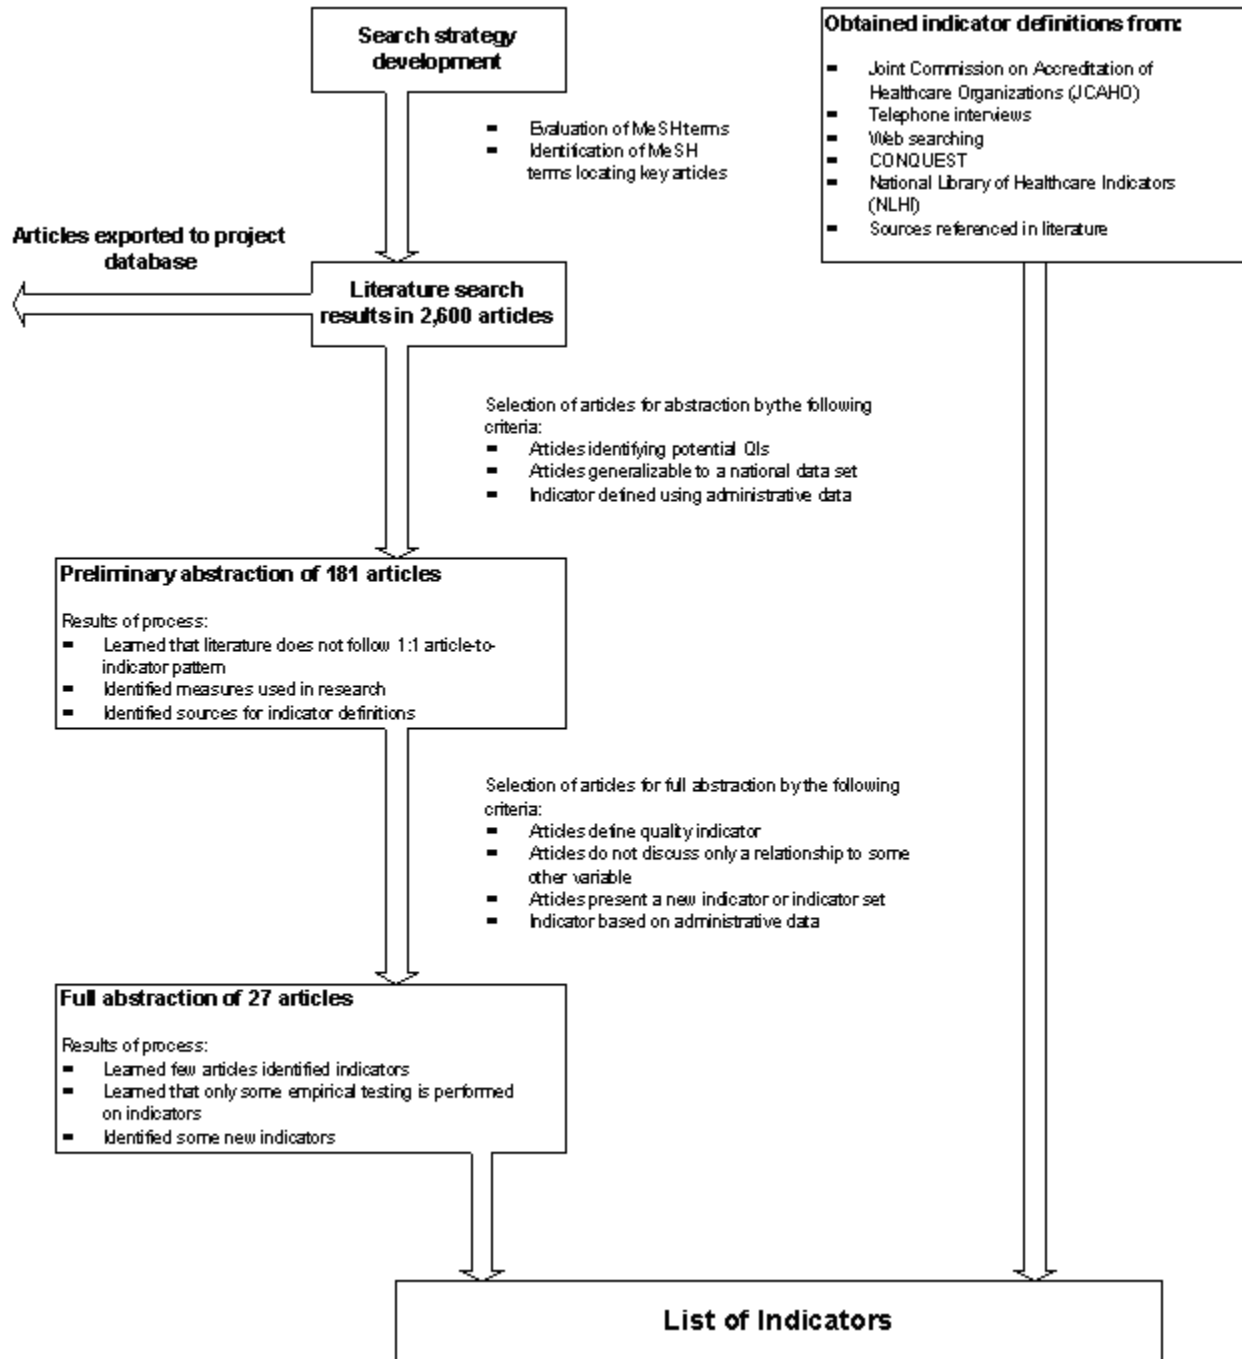 Search strategy
development
Obtained indicator definitions from:
▪ Joint Commission on Accreditation of
Healthcare Organizations (JCAHO)
▪ Telephone interviews
▪ Web searching
▪ CONQUEST
▪ National Library of Healthcare Indicators
(NLHI)
▪ Sources referenced in literature
▪ Evaluation of MeSH terms
▪ Identification of MeSH
terms locating key articles
Articles exported to project
database
Literature search
results in 2,600 articles
Selection of articles for abstraction by the following
criteria:
▪ Articles identifying potential QIs
▪ Articles generalizable to a national data set
▪ Indicator defined using administrative data
Preliminary abstraction of 181 articles
Results of process:
▪ Learned that literature does not follow 1:1 article-to-
indicator pattern
▪ Identified measures used in research
▪ Identified sources for indicator definitions
Selection of articles for full abstraction by the following
criteria:
▪ Articles define quality indicator
▪ Articles do not discuss only a relationship to some
other variable
▪ Articles present a new indicator or indicator set
▪ Indicator based on administrative data
Full abstraction of 27 articles
Results of process:
▪ Learned few articles identified indicators
▪ Learned that only some empirical testing is performed
on indicators
▪ Identified some new indicators
List of Indicators